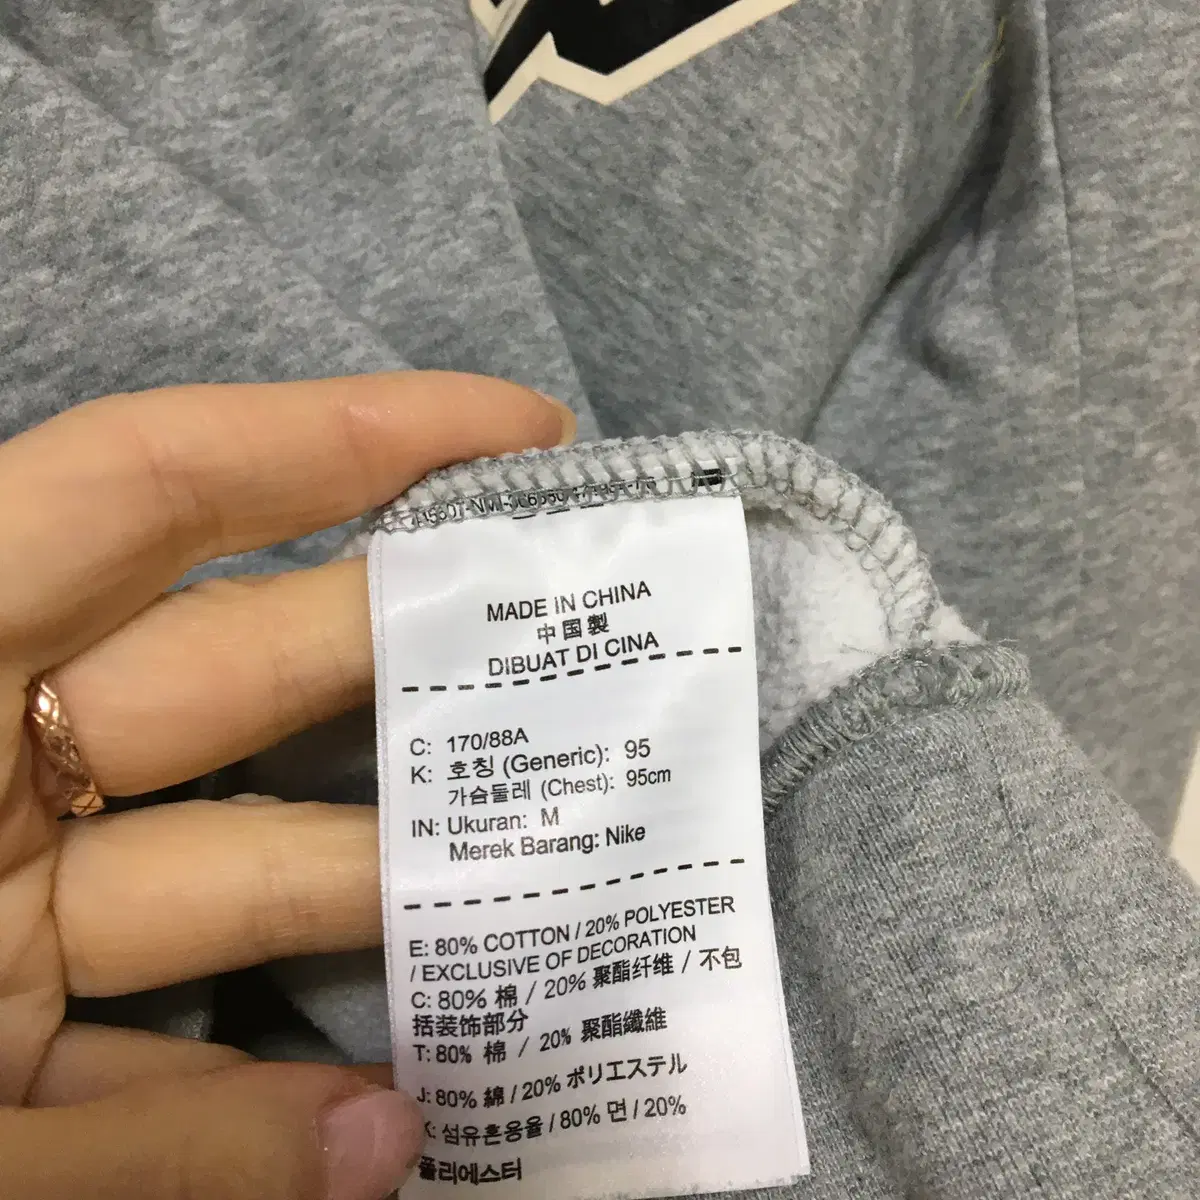 MADE IN CHINA
中国製
DIBUAT DI CINA
C: 170/88A
K: 호칭 (Generic): 95
가슴둘레 (Chest): 95cm
IN: Ukuran: M
Merek Barang: Nike
E: 80% COTTON / 20% POLYESTER
/ EXCLUSIVE OF DECORATION
C: 80% 棉 / 20% 聚酯纤维 / 不包
括装饰部分
T: 80% 棉 / 20% 聚酯纖維
J: 80% 綿 / 20% ポリエステル
K: 섬유혼용율 / 80% 면 / 20%
폴리에스터